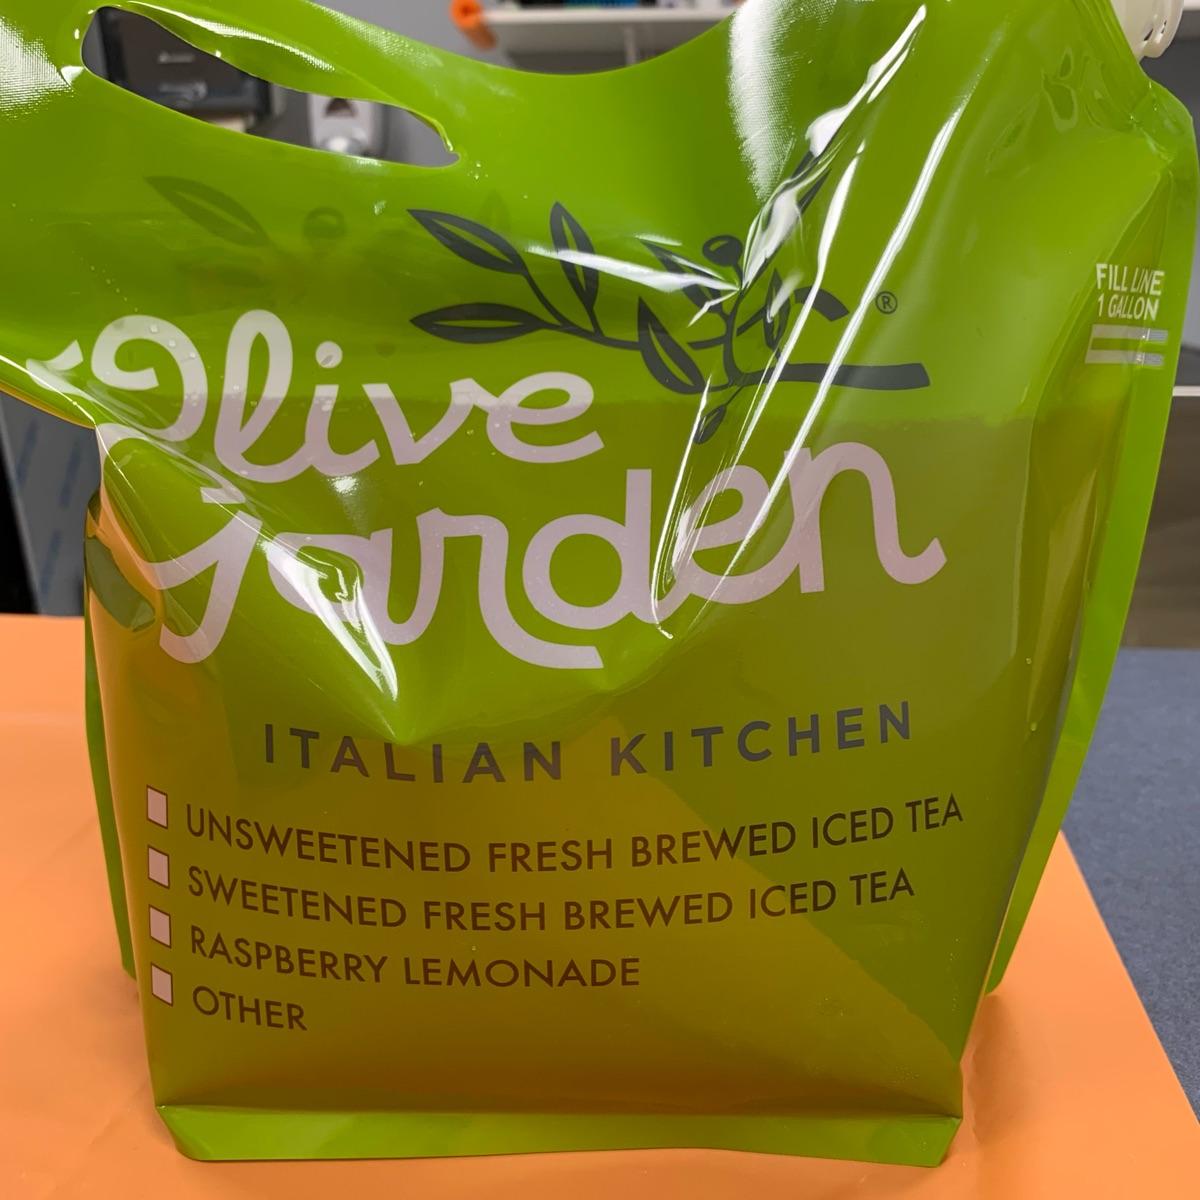 Olive
Garden
®
ITALIAN KITCHEN
UNSWEETENED FRESH BREWED ICED TEA
SWEETENED FRESH BREWED ICED TEA
RASPBERRY LEMONADE
OTHER
FILL LINE
1 GALLON